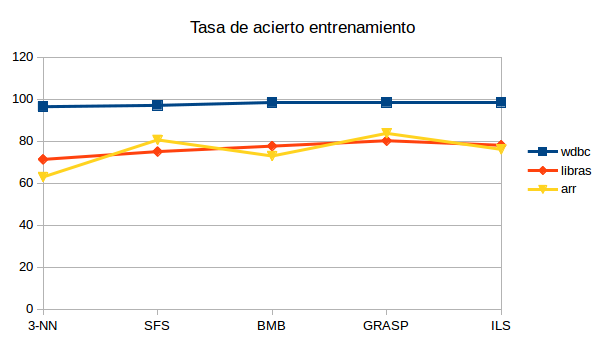 Tasa de acierto entrenamiento
120
100
80
60
40
20
0
3-NN SFS BMB GRASP ILS
wdbc
libras
arr